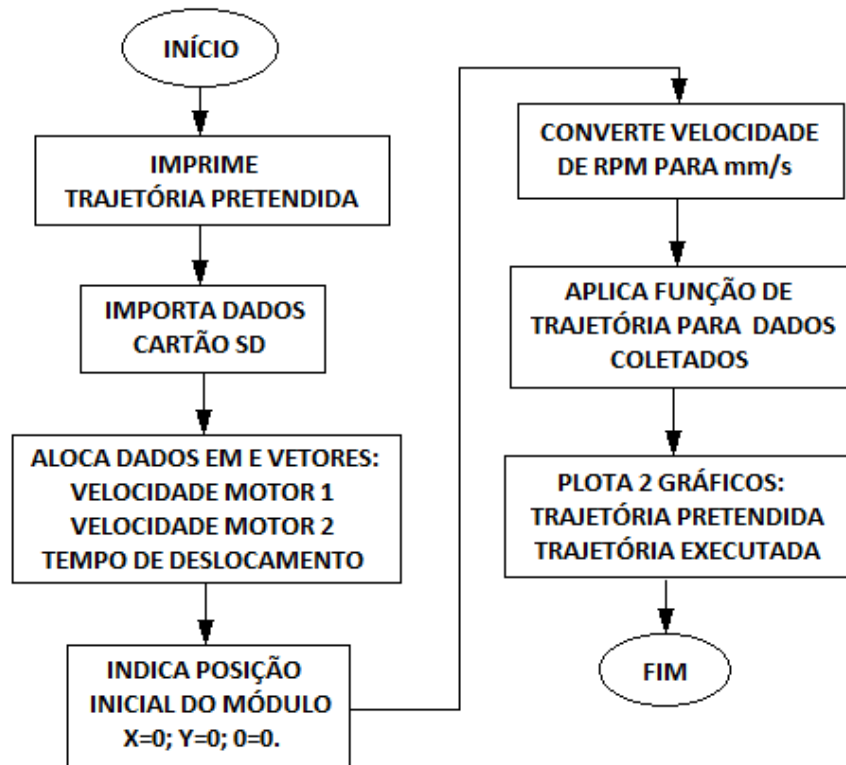 INÍCIO
IMPRIME
TRAJETÓRIA PRETENDIDA
IMPORTA DADOS
CARTÃO SD
ALOCA DADOS EM E VETORES:
VELOCIDADE MOTOR 1
VELOCIDADE MOTOR 2
TEMPO DE DESLOCAMENTO
INDICA POSIÇÃO
INICIAL DO MÓDULO
X=0; Y=0; 0=0.
CONVERTE VELOCIDADE
DE RPM PARA mm/s
APLICA FUNÇÃO DE
TRAJETÓRIA PARA DADOS
COLETADOS
PLOTA 2 GRÁFICOS:
TRAJETÓRIA PRETENDIDA
TRAJETÓRIA EXECUTADA
FIM